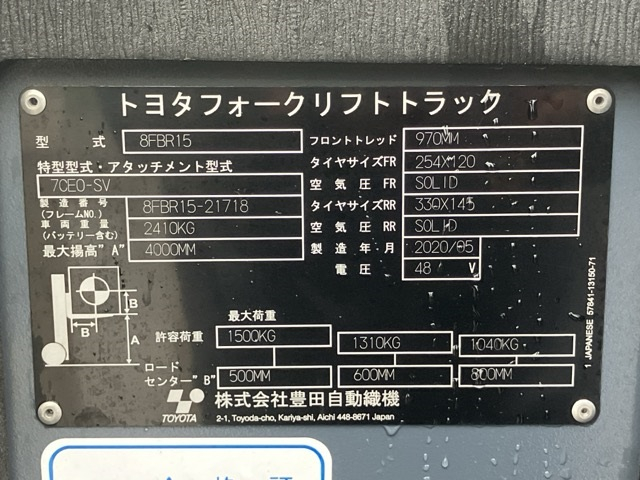 トヨタフォークリフトトラック
型式 8FBR15 フロントトレッド 970MM
特型型式・アタッチメント型式 タイヤサイズFR 254X120
7CE0-SV 空気圧 FR SOLID
製造番号 (フレームNO.) 8FBR15-21718 タイヤサイズRR 330X145
車両重量 (バッテリー含む) 2410KG 空気圧 RR SOLID
最大揚高"A" 4000MM 製造年月 2020/05
電圧 48 V
B
B
A
最大荷重
許容荷重 1500KG 1310KG 1040KG
ロードセンター"B" 500MM 600MM 800MM
TOYOTA 株式会社豊田自動織機
2-1, Toyoda-cho, Kariya-shi, Aichi 448-8671 Japan
1 JAPANESE 57841-13150-71